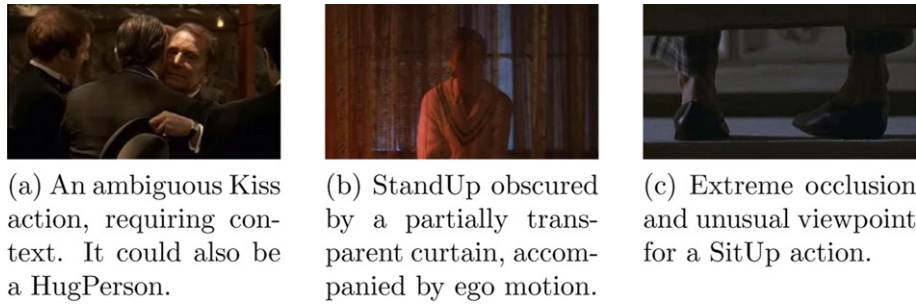 (a) An ambiguous Kiss
action, requiring con-
text. It could also be
a HugPerson.
(b) StandUp obscured
by a partially trans-
parent curtain, accom-
panied by ego motion.
(c) Extreme occlusion
and unusual viewpoint
for a SitUp action.